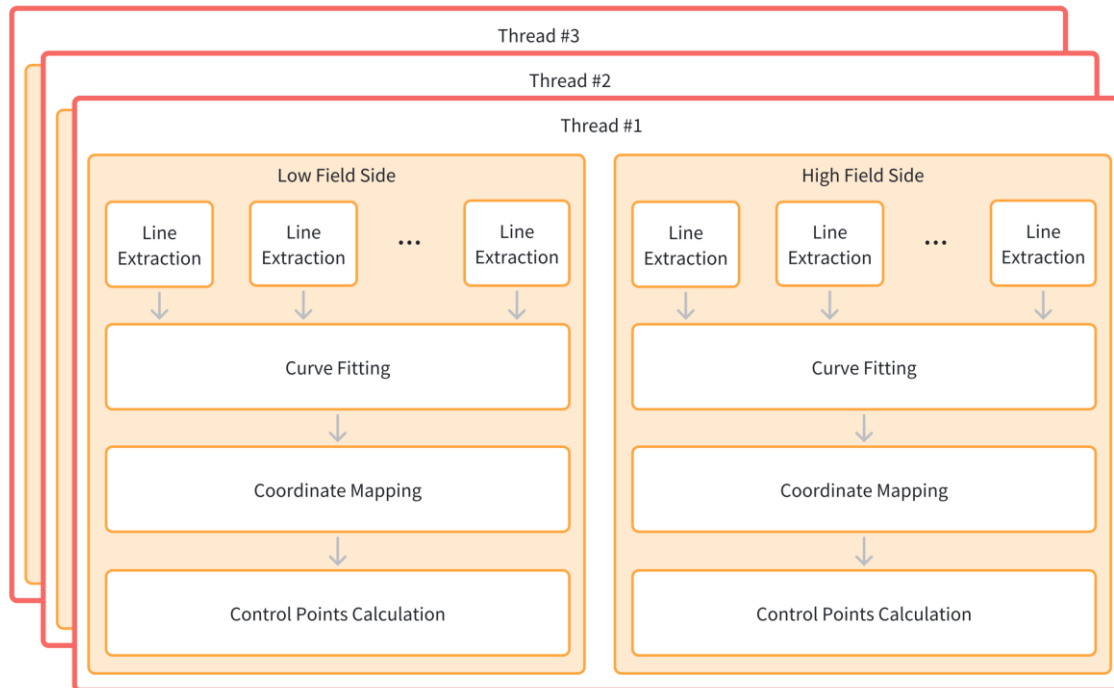 Thread #3
Thread #2
Thread #1
Low Field Side
Line
Extraction
Line
Extraction
...
Line
Extraction
Curve Fitting
Coordinate Mapping
Control Points Calculation
High Field Side
Line
Extraction
Line
Extraction
...
Line
Extraction
Curve Fitting
Coordinate Mapping
Control Points Calculation